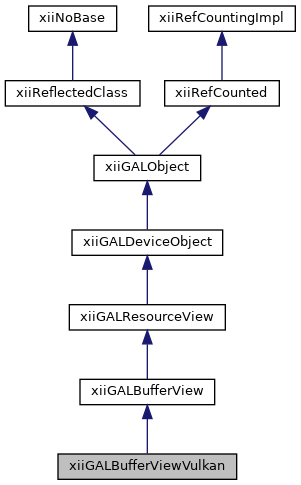 xiiNoBase
xiiRefCountingImpl
xiiReflectedClass
xiiRefCounted
xiiGALObject
xiiGALDeviceObject
xiiGALResourceView
xiiGALBufferView
xiiGALBufferViewVulkan